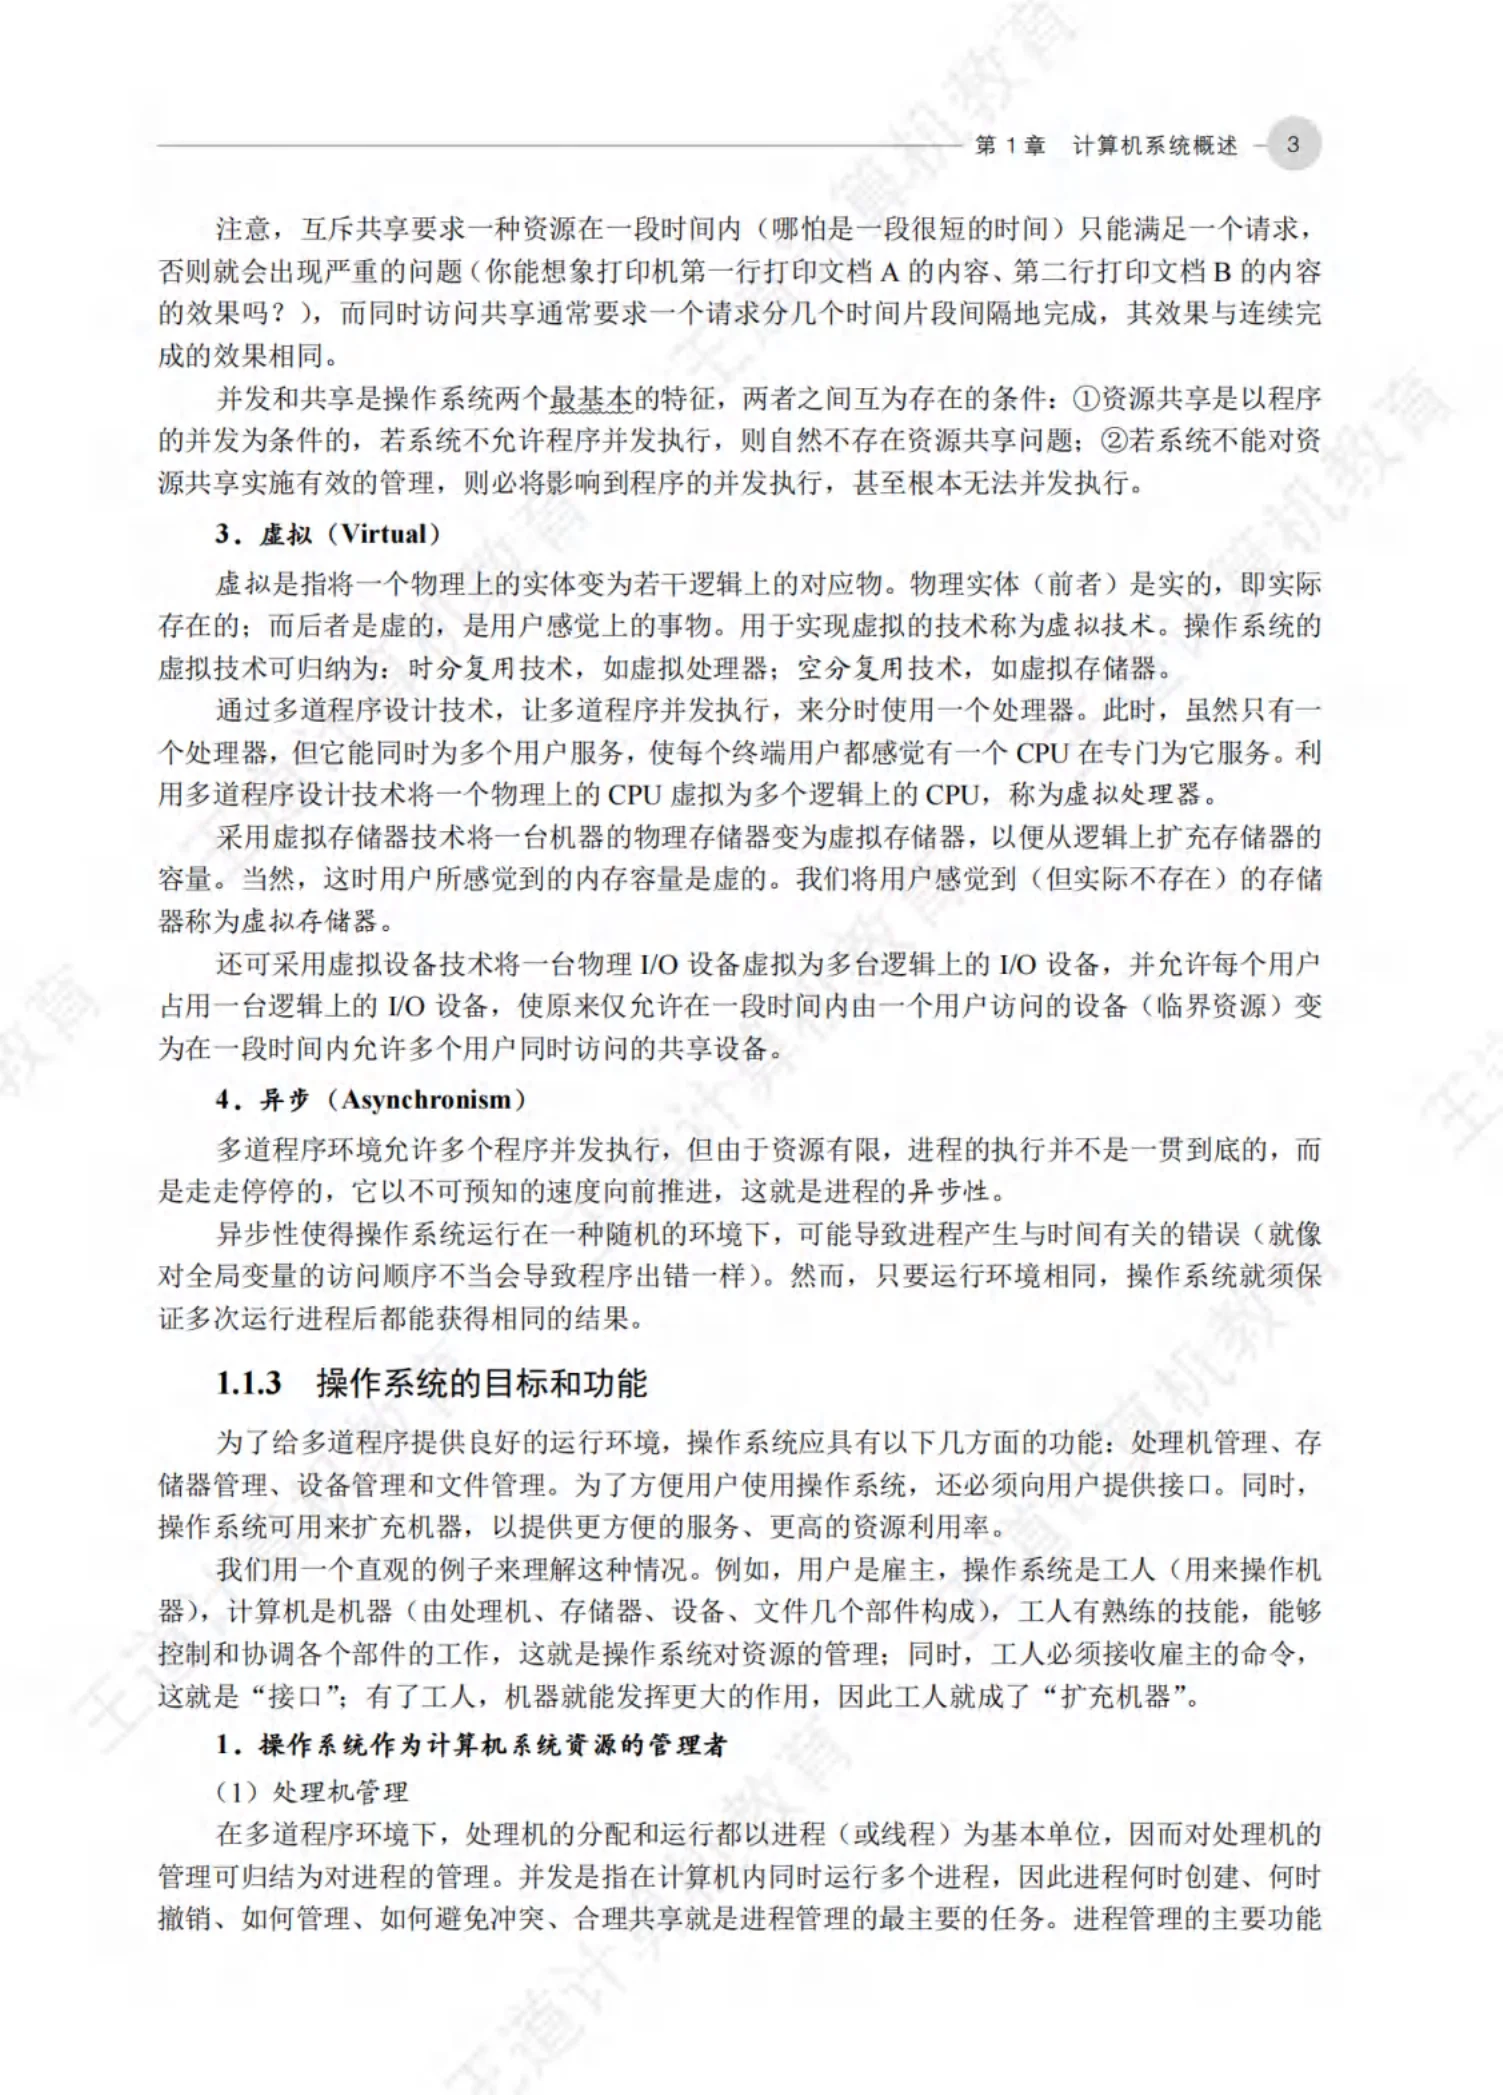 第 1 章 计算机系统概述 3
注意，互斥共享要求一种资源在一段时间内（哪怕是一段很短的时间）只能满足一个请求，
否则就会出现严重的问题（你能想象打印机第一行打印文档 A 的内容、第二行打印文档 B 的内容
的效果吗？），而同时访问共享通常要求一个请求分几个时间片段间隔地完成，其效果与连续完
成的效果相同。
并发和共享是操作系统两个最基本的特征，两者之间互为存在的条件：①资源共享是以程序
的并发为条件的，若系统不允许程序并发执行，则自然不存在资源共享问题；②若系统不能对资
源共享实施有效的管理，则必将影响到程序的并发执行，甚至根本无法并发执行。
3．虚拟（Virtual）
虚拟是指将一个物理上的实体变为若干逻辑上的对应物。物理实体（前者）是实的，即实际
存在的；而后者是虚的，是用户感觉上的事物。用于实现虚拟的技术称为虚拟技术。操作系统的
虚拟技术可归纳为：时分复用技术，如虚拟处理器；空分复用技术，如虚拟存储器。
通过多道程序设计技术，让多道程序并发执行，来分时使用一个处理器。此时，虽然只有一
个处理器，但它能同时为多个用户服务，使每个终端用户都感觉有一个 CPU 在专门为它服务。利
用多道程序设计技术将一个物理上的 CPU 虚拟为多个逻辑上的 CPU，称为虚拟处理器。
采用虚拟存储器技术将一台机器的物理存储器变为虚拟存储器，以便从逻辑上扩充存储器的
容量。当然，这时用户所感觉到的内存容量是虚的。我们将用户感觉到（但实际不存在）的存储
器称为虚拟存储器。
还可采用虚拟设备技术将一台物理 I/O 设备虚拟为多台逻辑上的 I/O 设备，并允许每个用户
占用一台逻辑上的 I/O 设备，使原来仅允许在一段时间内由一个用户访问的设备（临界资源）变
为在一段时间内允许多个用户同时访问的共享设备。
4．异步（Asynchronism）
多道程序环境允许多个程序并发执行，但由于资源有限，进程的执行并不是一贯到底的，而
是走走停停的，它以不可预知的速度向前推进，这就是进程的异步性。
异步性使得操作系统运行在一种随机的环境下，可能导致进程产生与时间有关的错误（就像
对全局变量的访问顺序不当会导致程序出错一样）。然而，只要运行环境相同，操作系统就须保
证多次运行进程后都能获得相同的结果。
1.1.3 操作系统的目标和功能
为了给多道程序提供良好的运行环境，操作系统应具有以下几方面的功能：处理机管理、存
储器管理、设备管理和文件管理。为了方便用户使用操作系统，还必须向用户提供接口。同时，
操作系统可用来扩充机器，以提供更方便的服务、更高的资源利用率。
我们用一个直观的例子来理解这种情况。例如，用户是雇主，操作系统是工人（用来操作机
器），计算机是机器（由处理机、存储器、设备、文件几个部件构成），工人有熟练的技能，能够
控制和协调各个部件的工作，这就是操作系统对资源的管理；同时，工人必须接收雇主的命令，
这就是“接口”；有了工人，机器就能发挥更大的作用，因此工人就成了“扩充机器”。
1．操作系统作为计算机系统资源的管理者
（1）处理机管理
在多道程序环境下，处理机的分配和运行都以进程（或线程）为基本单位，因而对处理机的
管理可归结为对进程的管理。并发是指在计算机内同时运行多个进程，因此进程何时创建、何时
撤销、如何管理、如何避免冲突、合理共享就是进程管理的最主要的任务。进程管理的主要功能
王道计算机教育